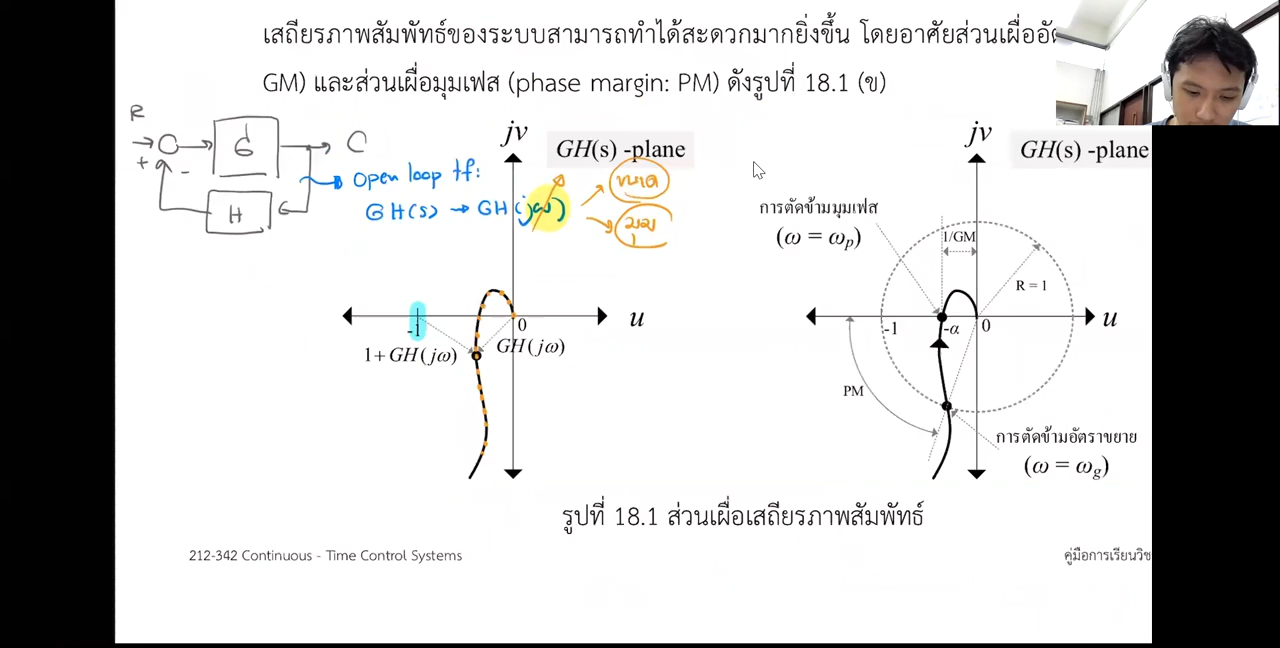 เสถียรภาพสัมพัทธ์ของระบบสามารถทำได้สะดวกมากยิ่งขึ้น โดยอาศัยส่วนเผื่ออัต
GM) และส่วนเผื่อมุมเฟส (phase margin: PM) ดังรูปที่ 18.1 (ข)
R
+
-
G
H
C
open loop tf:
GH(s) → GH(jω)
ขนาด
มุม
jv
GH(s) -plane
-1
0
u
1+GH(jω)
GH(jω)
jv
GH(s) -plane
การตัดข้ามมุมเฟส
(ω = ωp)
1/GM
R = 1
-1
-α
0
u
PM
การตัดข้ามอัตราขยาย
(ω = ωg)
รูปที่ 18.1 ส่วนเผื่อเสถียรภาพสัมพัทธ์
212-342 Continuous - Time Control Systems
คู่มือการเรียนวิช